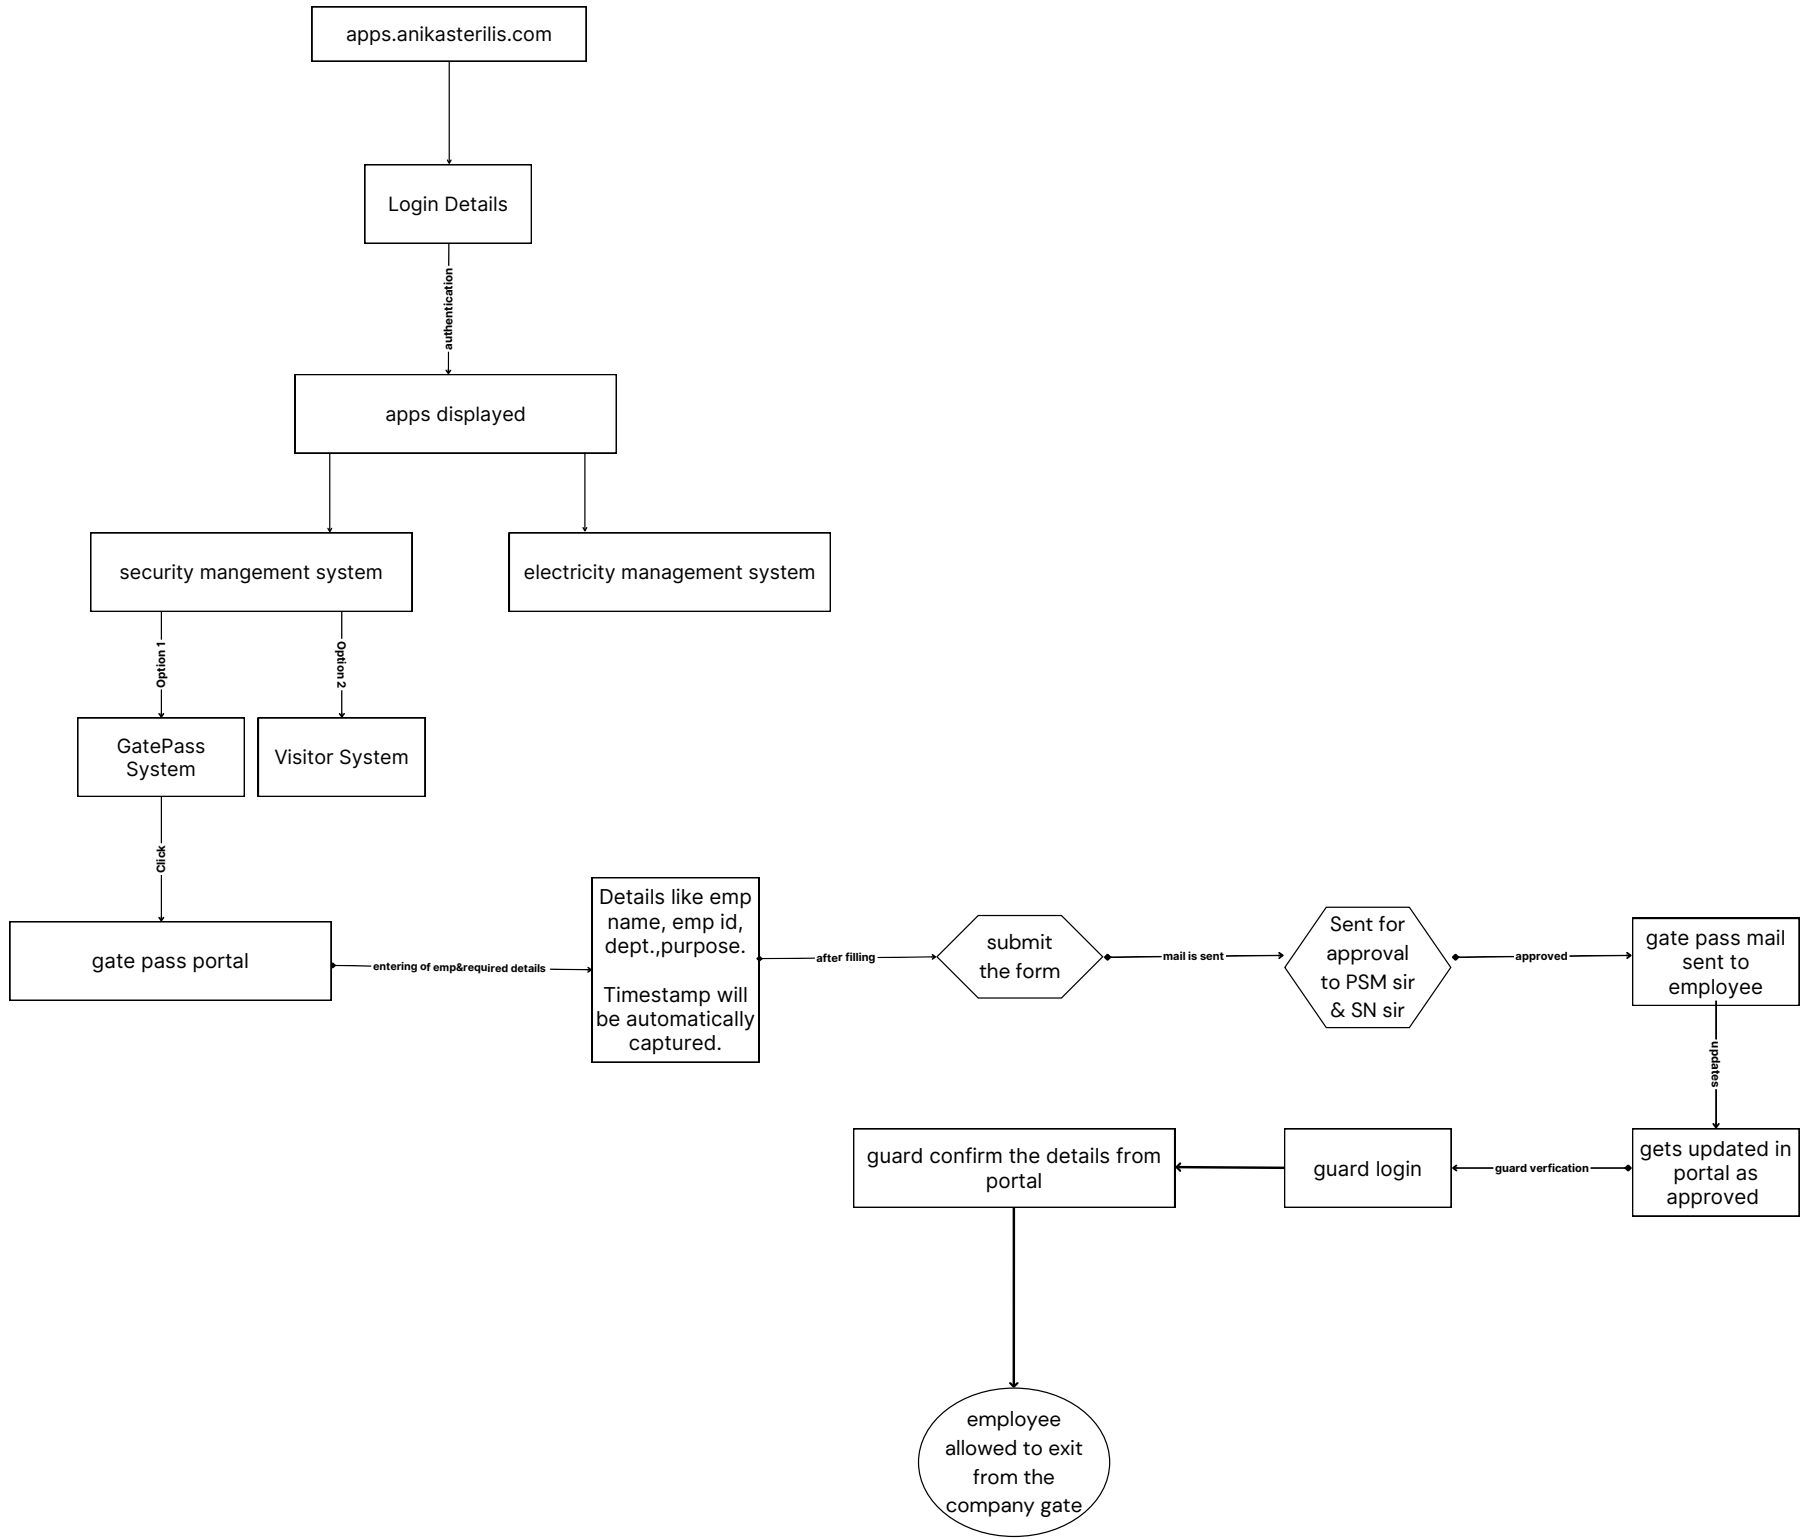 apps.anikasterilis.com
Login Details
authentication
apps displayed
security mangement system
electricity management system
Option 1
Option 2
GatePass
System
Visitor System
Click
gate pass portal
entering of emp&required details
Details like emp
name, emp id,
dept.,purpose.
Timestamp will
be automatically
captured.
after filling
submit
the form
mail is sent
Sent for
approval
to PSM sir
& SN sir
approved
gate pass mail
sent to
employee
updates
gets updated in
portal as
approved
guard verfication
guard login
guard confirm the details from
portal
employee
allowed to exit
from the
company gate